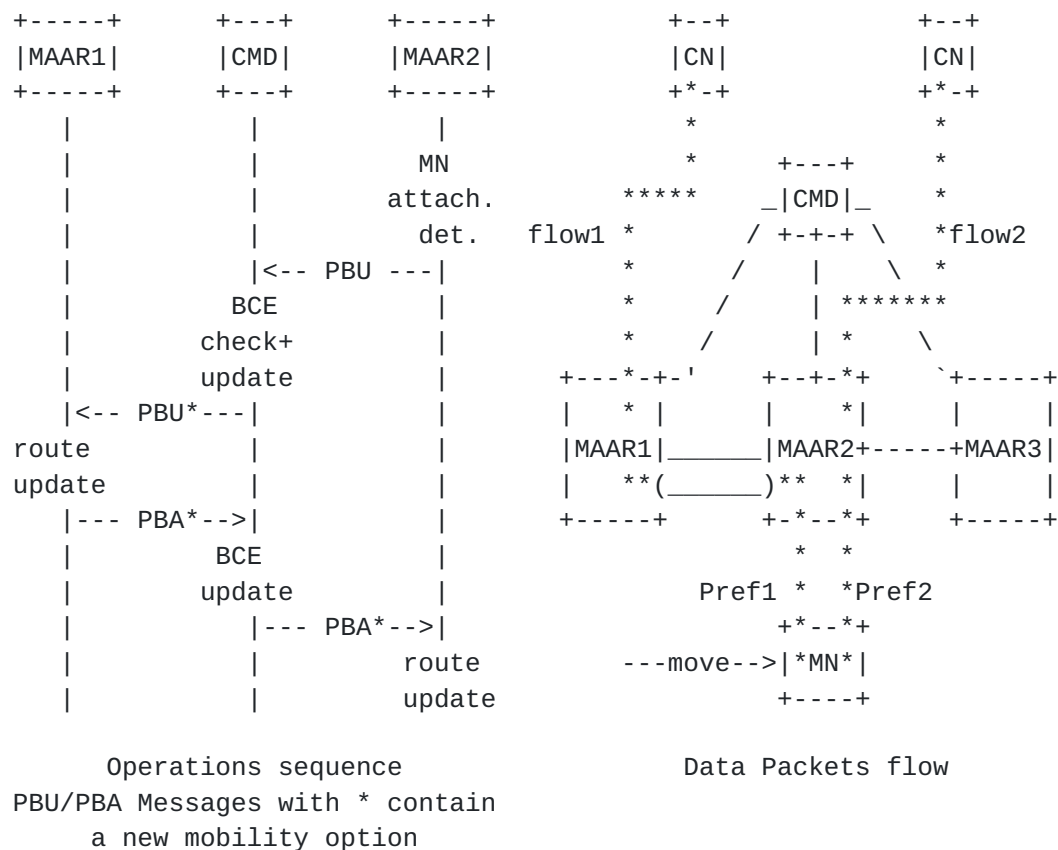 +-----+      +---+      +-----+           +--+            +--+
|MAAR1|      |CMD|      |MAAR2|           |CN|            |CN|
+-----+      +---+      +-----+           +*-+            +*-+
   |           |           |               *               *
   |           |          MN               *     +---+     *
   |           |        attach.        *****    _|CMD|_    *
   |           |          det.   flow1 *       / +-+-+ \   *flow2
   |           |<-- PBU ---|           *      /    |    \  *
   |          BCE          |           *     /     | *******
   |        check+         |           *    /      | *    \
   |        update         |       +---*-+-'    +--+-*+    `+-----+
   |<-- PBU*---|           |       |   * |      |    *|     |     |
route          |           |       |MAAR1|______|MAAR2+-----+MAAR3|
update         |           |       |   **(______)**  *|     |     |
   |--- PBA*-->|           |       +-----+      +-*--*+     +-----+
   |         BCE           |                      *  *
   |        update         |                Pref1 *  *Pref2
   |           |--- PBA*-->|                     +*--*+
   |           |         route         ---move-->|*MN*|
   |           |         update                  +----+
Operations sequence                  Data Packets flow
PBU/PBA Messages with * contain
a new mobility option